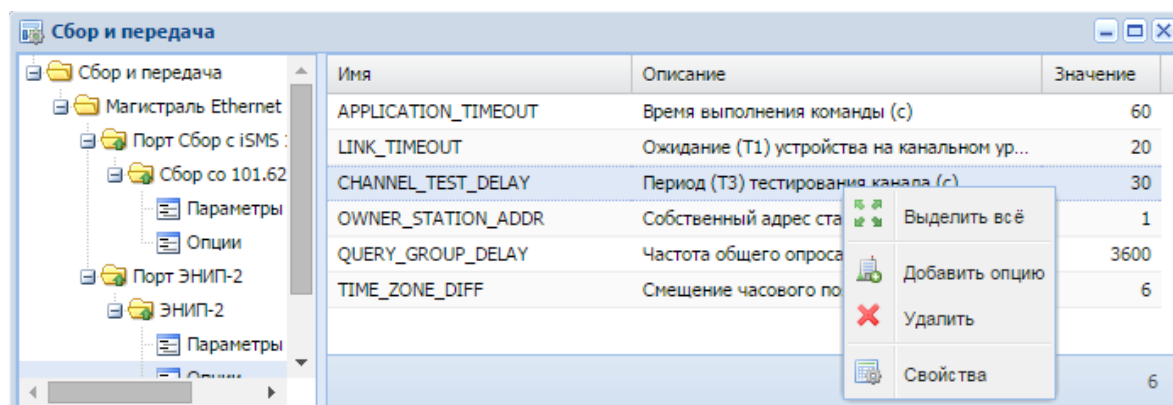 Сбор и передача
Сбор и передача
Магистраль Ethernet
Порт Сбор с iSMS
Сбор со 101.62
Параметры
Опции
Порт ЭНИП-2
ЭНИП-2
Параметры
Опции
Имя Описание Значение
APPLICATION_TIMEOUT Время выполнения команды (с) 60
LINK_TIMEOUT Ожидание (T1) устройства на канальном ур... 20
CHANNEL_TEST_DELAY Период (T3) тестирования канала (с) 30
OWNER_STATION_ADDR Собственный адрес ста 1
QUERY_GROUP_DELAY Частота общего опроса 3600
TIME_ZONE_DIFF Смещение часового по 6
Выделить всё
Добавить опцию
Удалить
Свойства
6